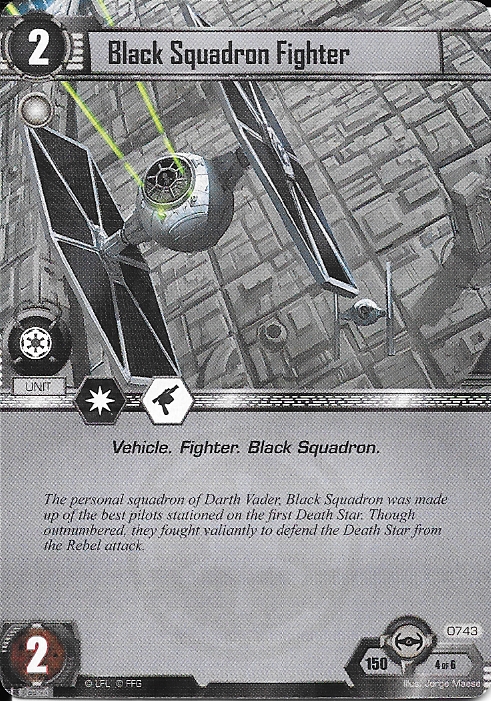 2
Black Squadron Fighter
UNIT
Vehicle. Fighter. Black Squadron.
The personal squadron of Darth Vader, Black Squadron was made
up of the best pilots stationed on the first Death Star. Though
outnumbered, they fought valiantly to defend the Death Star from
the Rebel attack.
2
0743
150
4 OF 6
© LFL © FFG
Illus. Jorge Maese